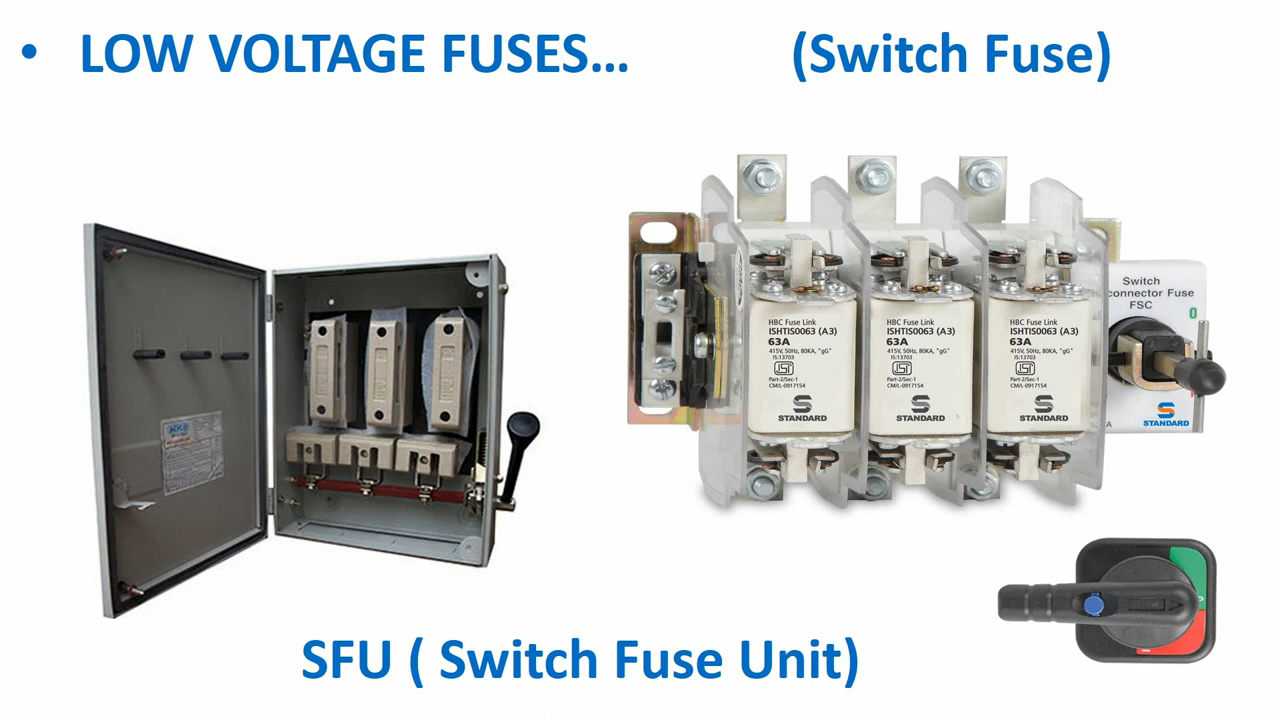 • LOW VOLTAGE FUSES... (Switch Fuse)
HBC Fuse Link
ISHTIS0063 (A3)
63A
415V, 50Hz, 80KA, "gG"
IS:13703
Part-2/Sec-1
CM/L-0917154
STANDARD
HBC Fuse Link
ISHTIS0063 (A3)
63A
415V, 50Hz, 80KA, "gG"
IS:13703
Part-2/Sec-1
CM/L-0917154
STANDARD
HBC Fuse Link
ISHTIS0063 (A3)
63A
415V, 50Hz, 80KA, "gG"
IS:13703
Part-2/Sec-1
CM/L-0917154
STANDARD
Switch
connector Fuse
FSC
0
A
STANDARD
SFU ( Switch Fuse Unit)